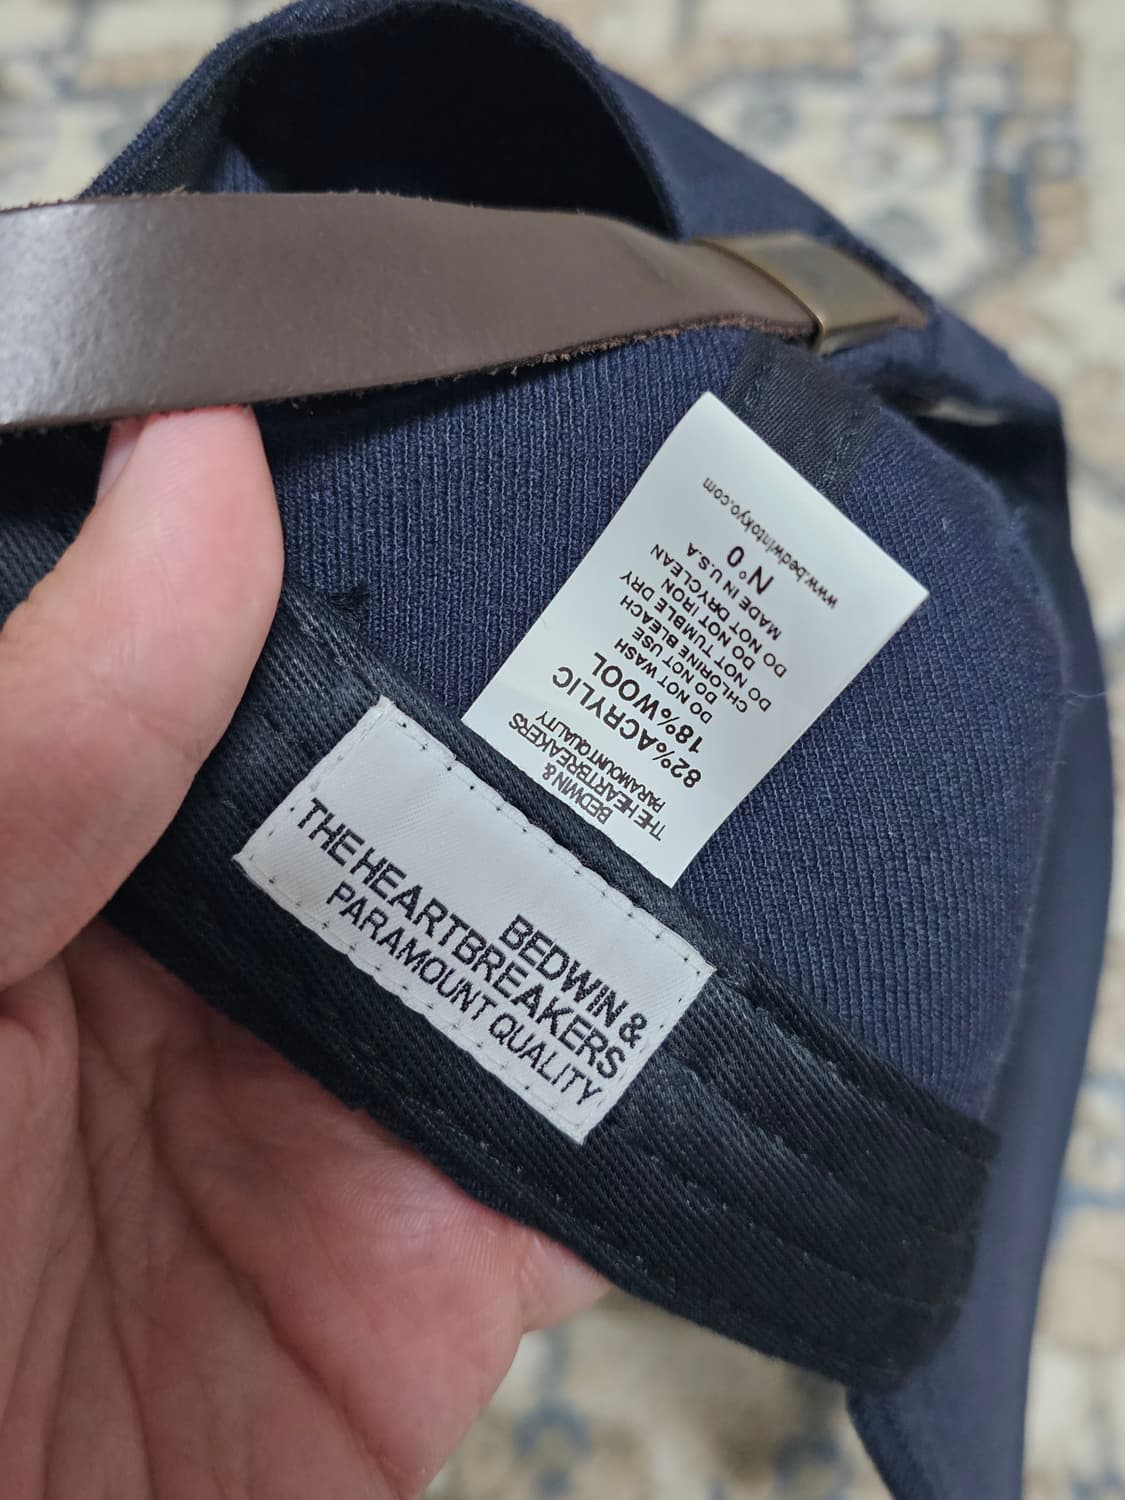 BEDWIN &
THE HEARTBREAKERS
PARAMOUNT QUALITY
BEDWIN &
THE HEARTBREAKERS
PARAMOUNT QUALITY
82%ACRYLIC
18%WOOL
DO NOT WASH
DO NOT USE
CHLORINE BLEACH
DO NOT TUMBLE DRY
DO NOT IRON
DO NOT DRYCLEAN
MADE IN U.S.A
N°0
www.bedwintokyo.com